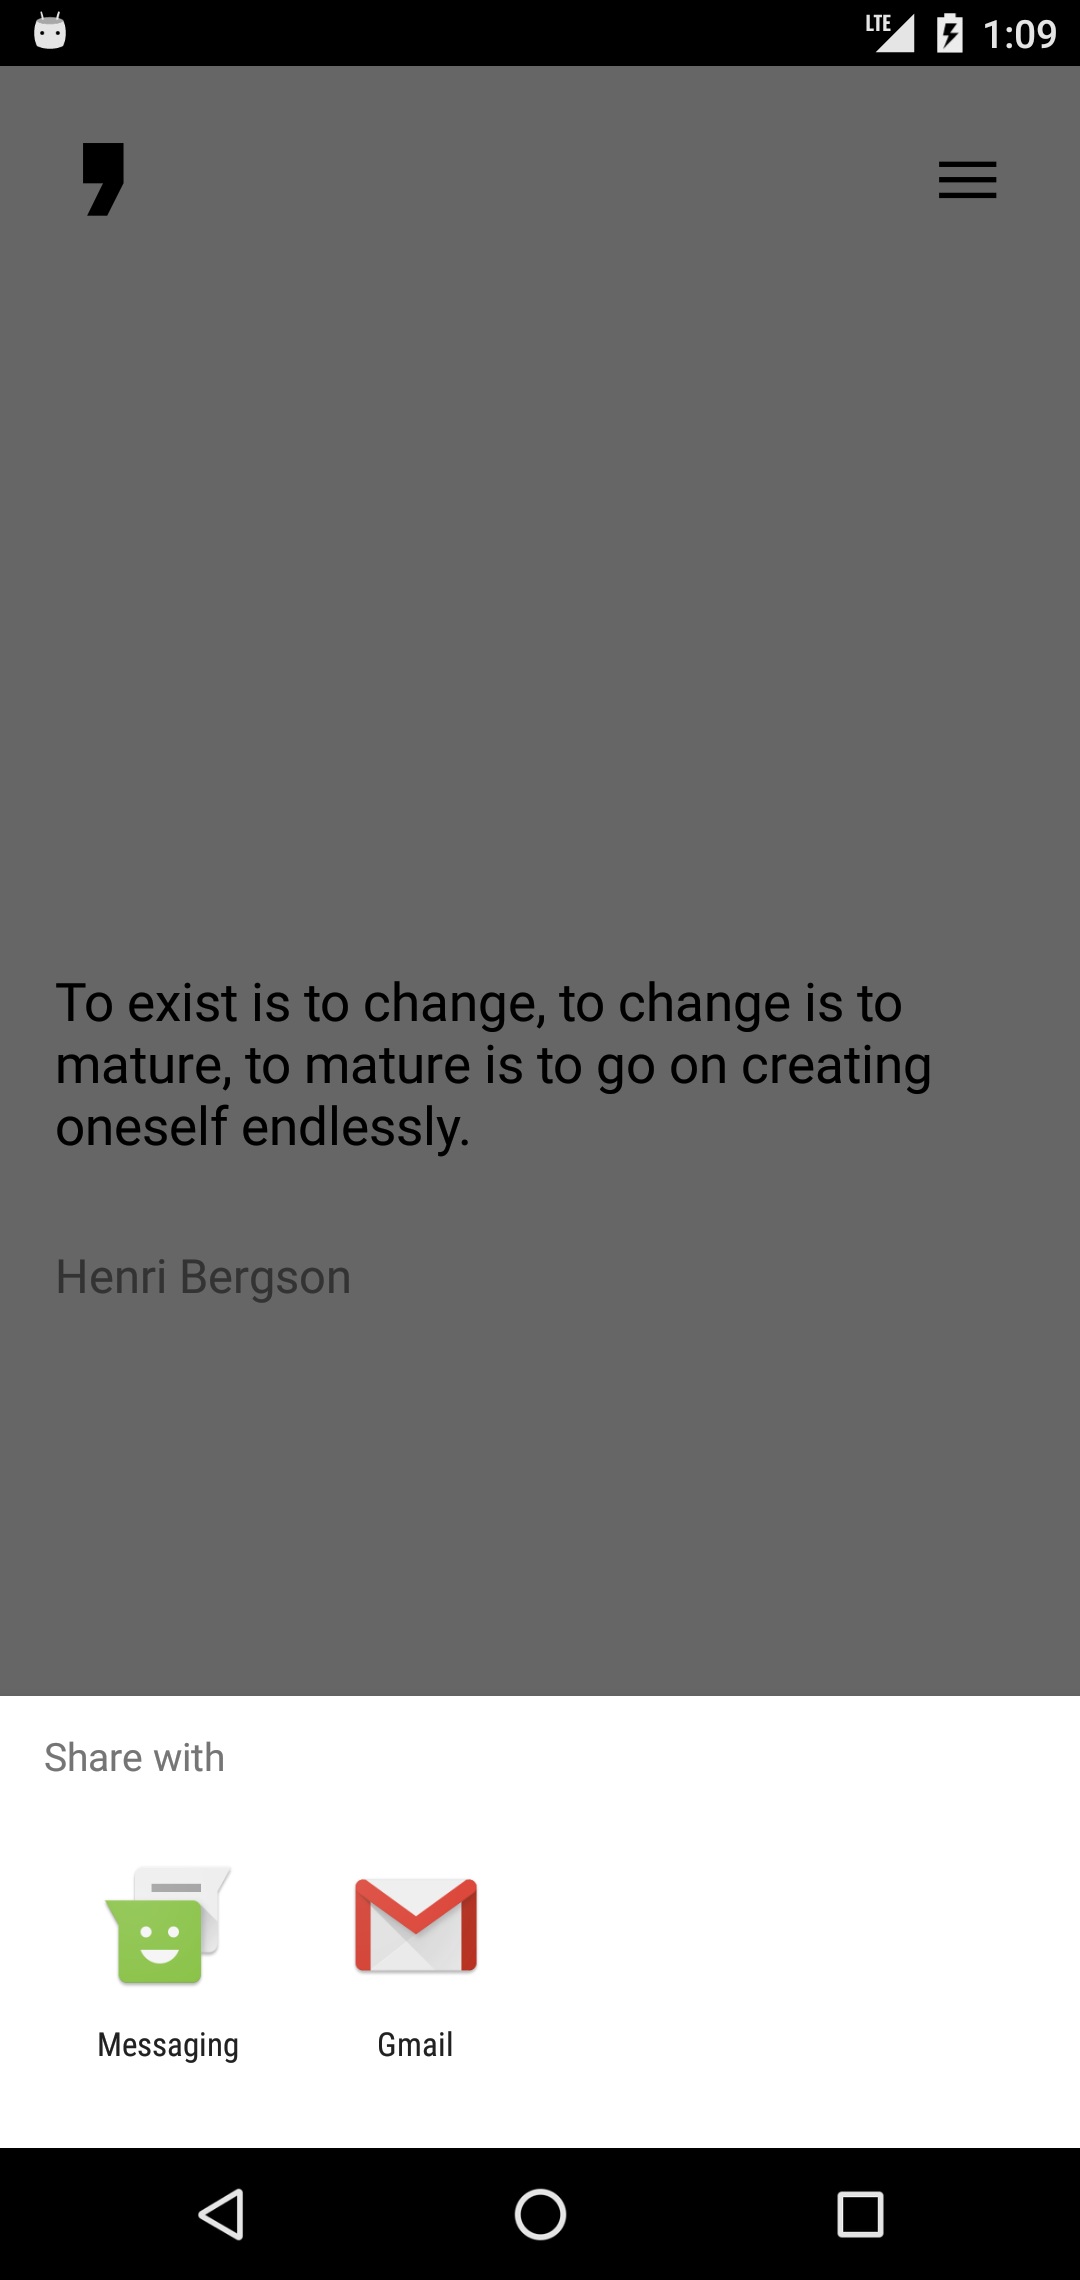 LTE 1:09
To exist is to change, to change is to
mature, to mature is to go on creating
oneself endlessly.
Henri Bergson
Share with
Messaging
Gmail